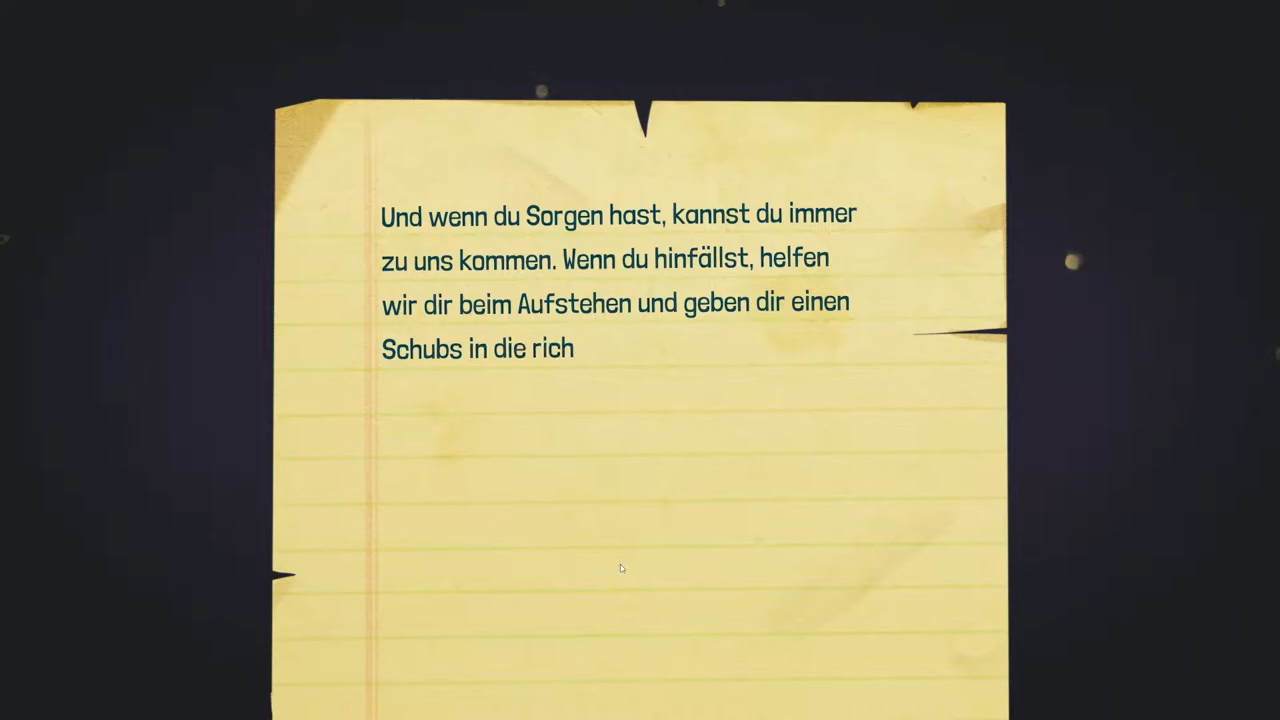 Und wenn du Sorgen hast, kannst du immer
zu uns kommen. Wenn du hinfällst, helfen
wir dir beim Aufstehen und geben dir einen
Schubs in die rich